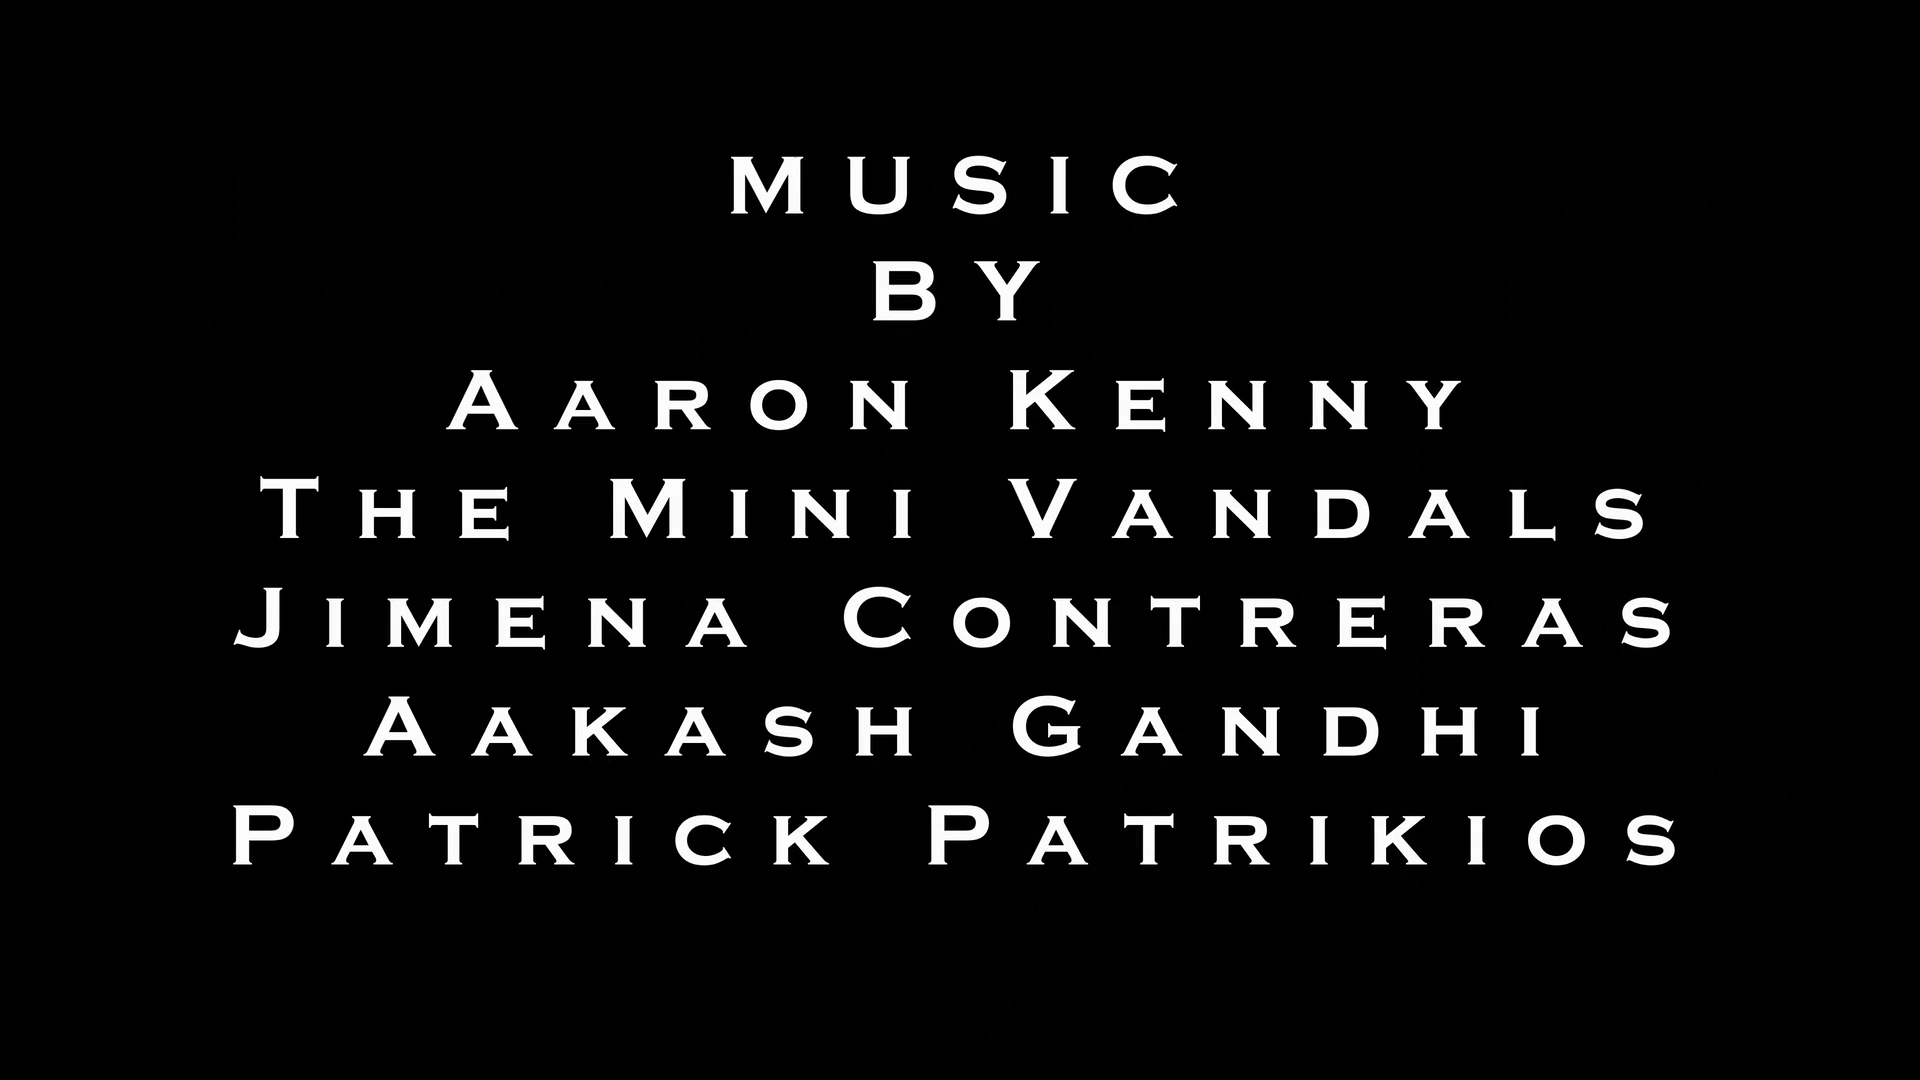 MUSIC
BY
Aaron Kenny
The Mini Vandals
Jimena Contreras
Aakash Gandhi
Patrick Patrikios